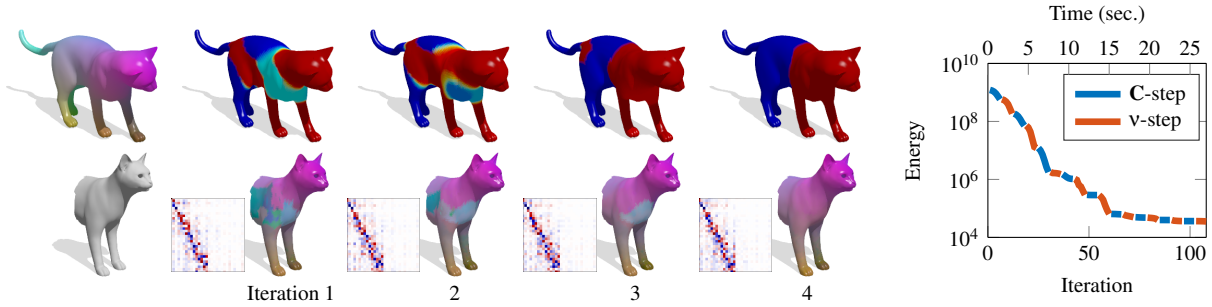 Iteration 1 2 3 4
Time (sec.)
0 5 10 15 20 25
10^10
10^8
10^6
10^4
Energy
C-step
ν-step
0 50 100
Iteration